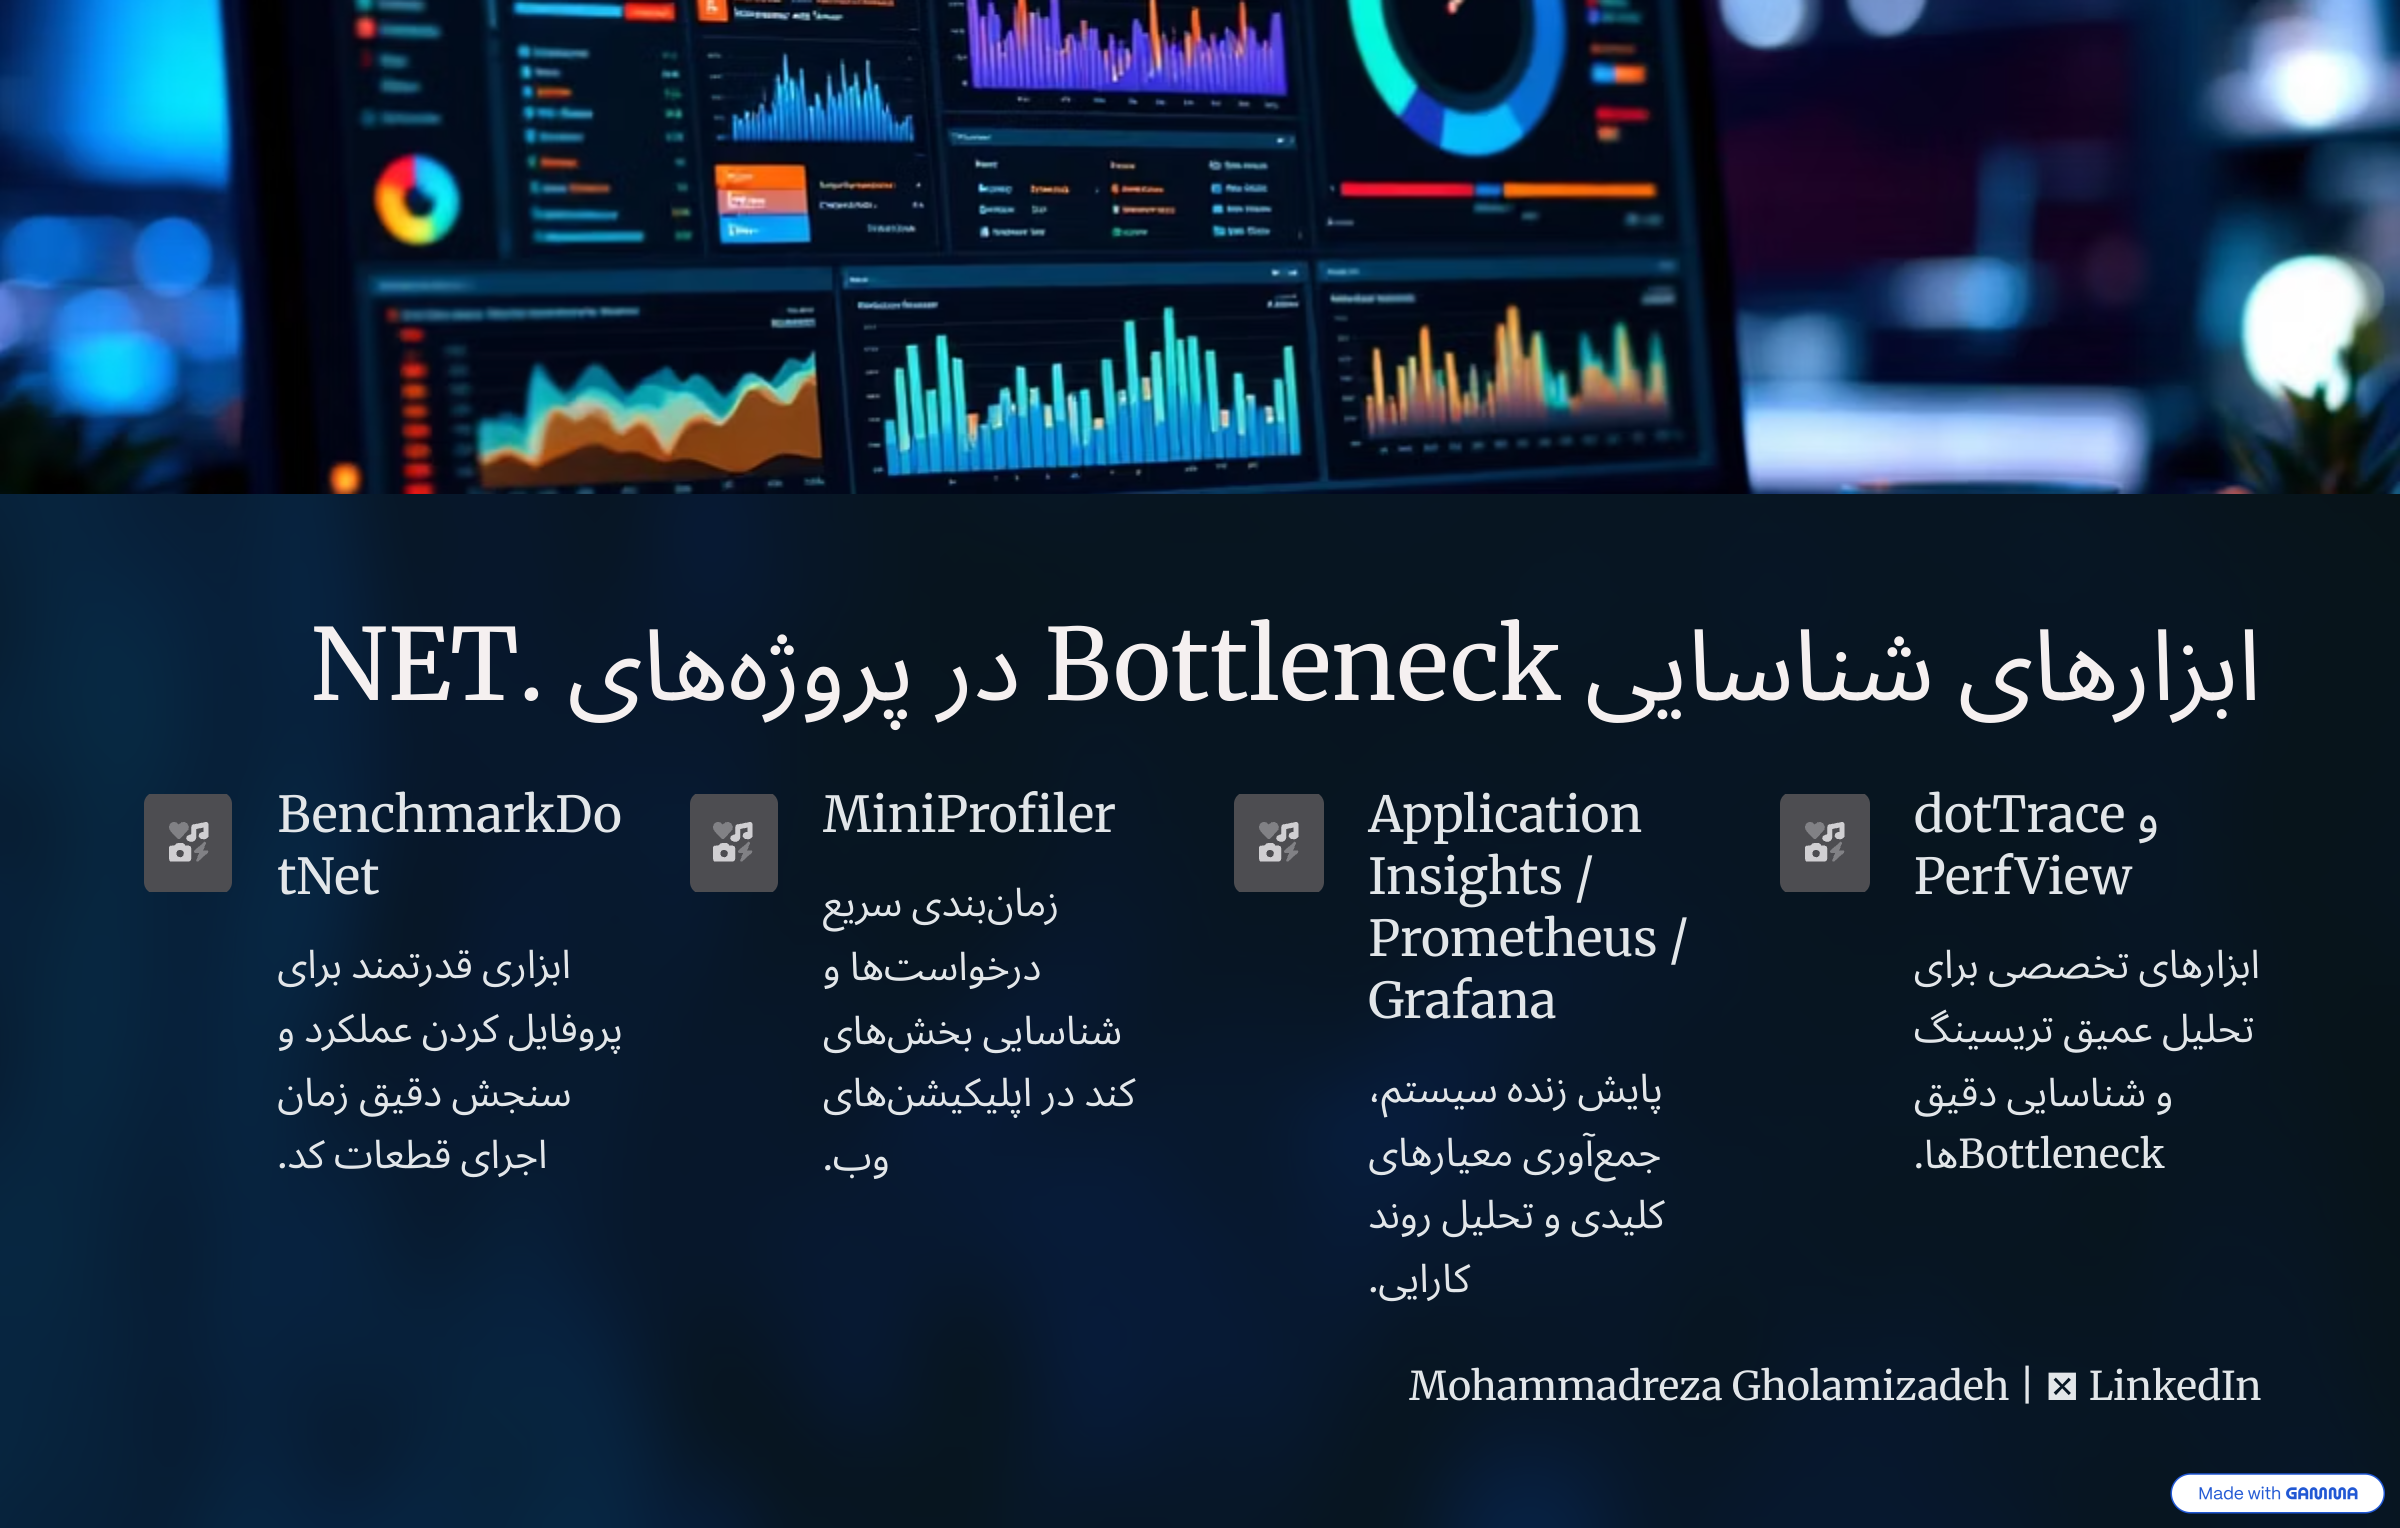 ابزارهای شناسایی Bottleneck در پروژه‌های .NET
BenchmarkDo
tNet
ابزاری قدرتمند برای
پروفایل کردن عملکرد و
سنجش دقیق زمان
اجرای قطعات کد.
MiniProfiler
زمان‌بندی سریع
درخواست‌ها و
شناسایی بخش‌های
کند در اپلیکیشن‌های
وب.
Application
Insights /
Prometheus /
Grafana
پایش زنده سیستم،
جمع‌آوری معیارهای
کلیدی و تحلیل روند
کارایی.
dotTrace و
PerfView
ابزارهای تخصصی برای
تحلیل عمیق تریسینگ
و شناسایی دقیق
Bottleneckها.
Mohammadreza Gholamizadeh | LinkedIn
Made with GAMMA